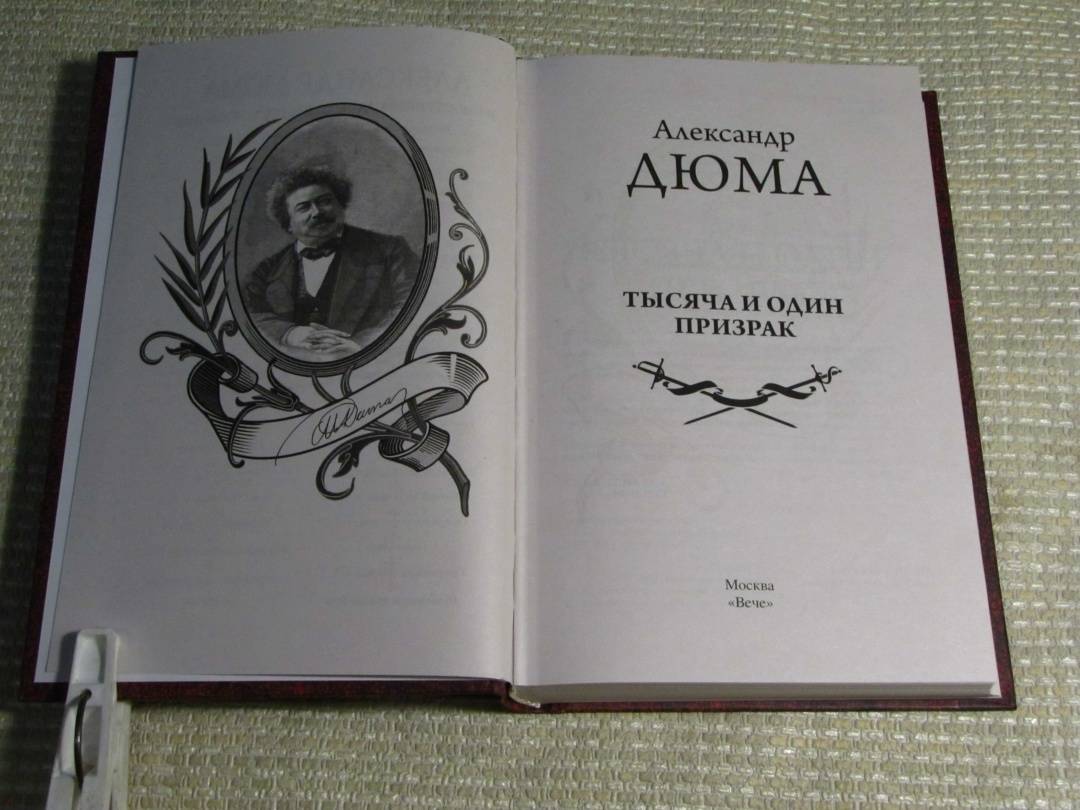 Александр
ДЮМА
ТЫСЯЧА И ОДИН
ПРИЗРАК
Москва
«Вече»